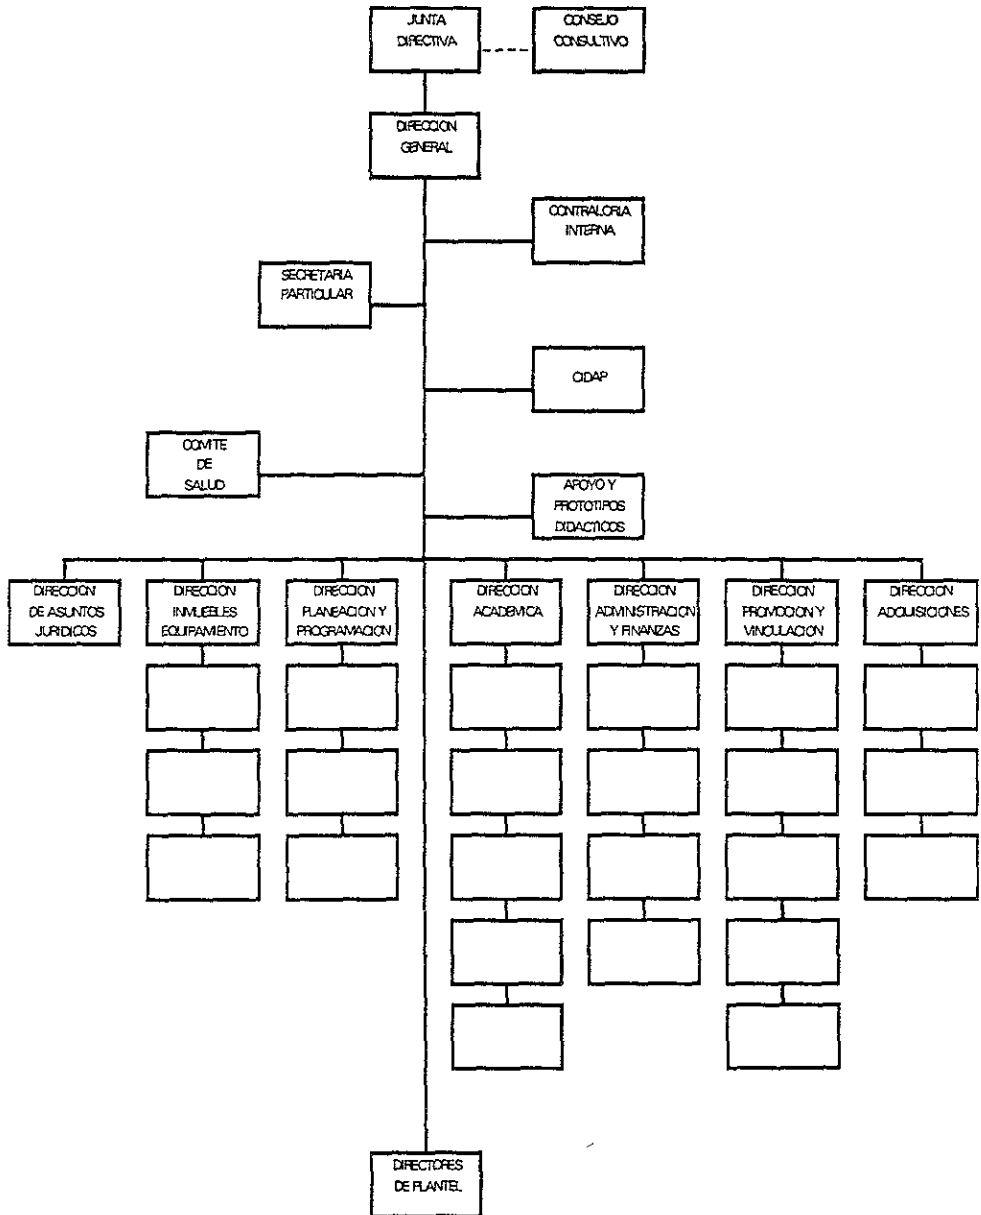 JUNTA
DIRECTIVA
CONSEJO
CONSULTIVO
DIRECCION
GENERAL
CONTRALORIA
INTERNA
SECRETARIA
PARTICULAR
CIDAP
COMITE
DE
SALUD
APOYO Y
PROTOTIPOS
DIDACTICOS
DIRECCION
DE ASUNTOS
JURIDICOS
DIRECCION
INMUEBLES
EQUIPAMIENTO
DIRECCION
PLANEACION Y
PROGRAMACION
DIRECCION
ACADEMICA
DIRECCION
ADMINISTRACION
Y FINANZAS
DIRECCION
PROMOCION Y
VINCULACION
DIRECCION
ADQUISICIONES
DIRECTORES
DE PLANTEL